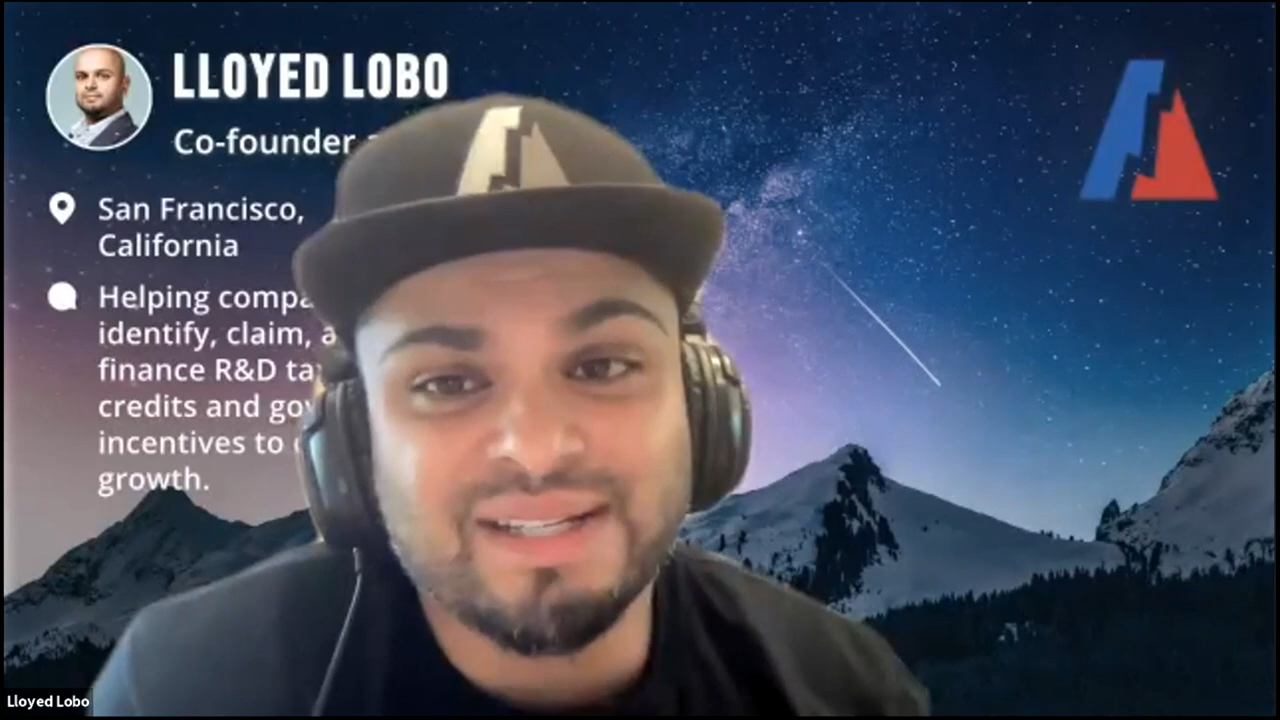 LLOYED LOBO
Co-founder
San Francisco,
California
Helping compa
identify, claim, a
finance R&D ta
credits and gov
incentives to
growth.
Lloyed Lobo